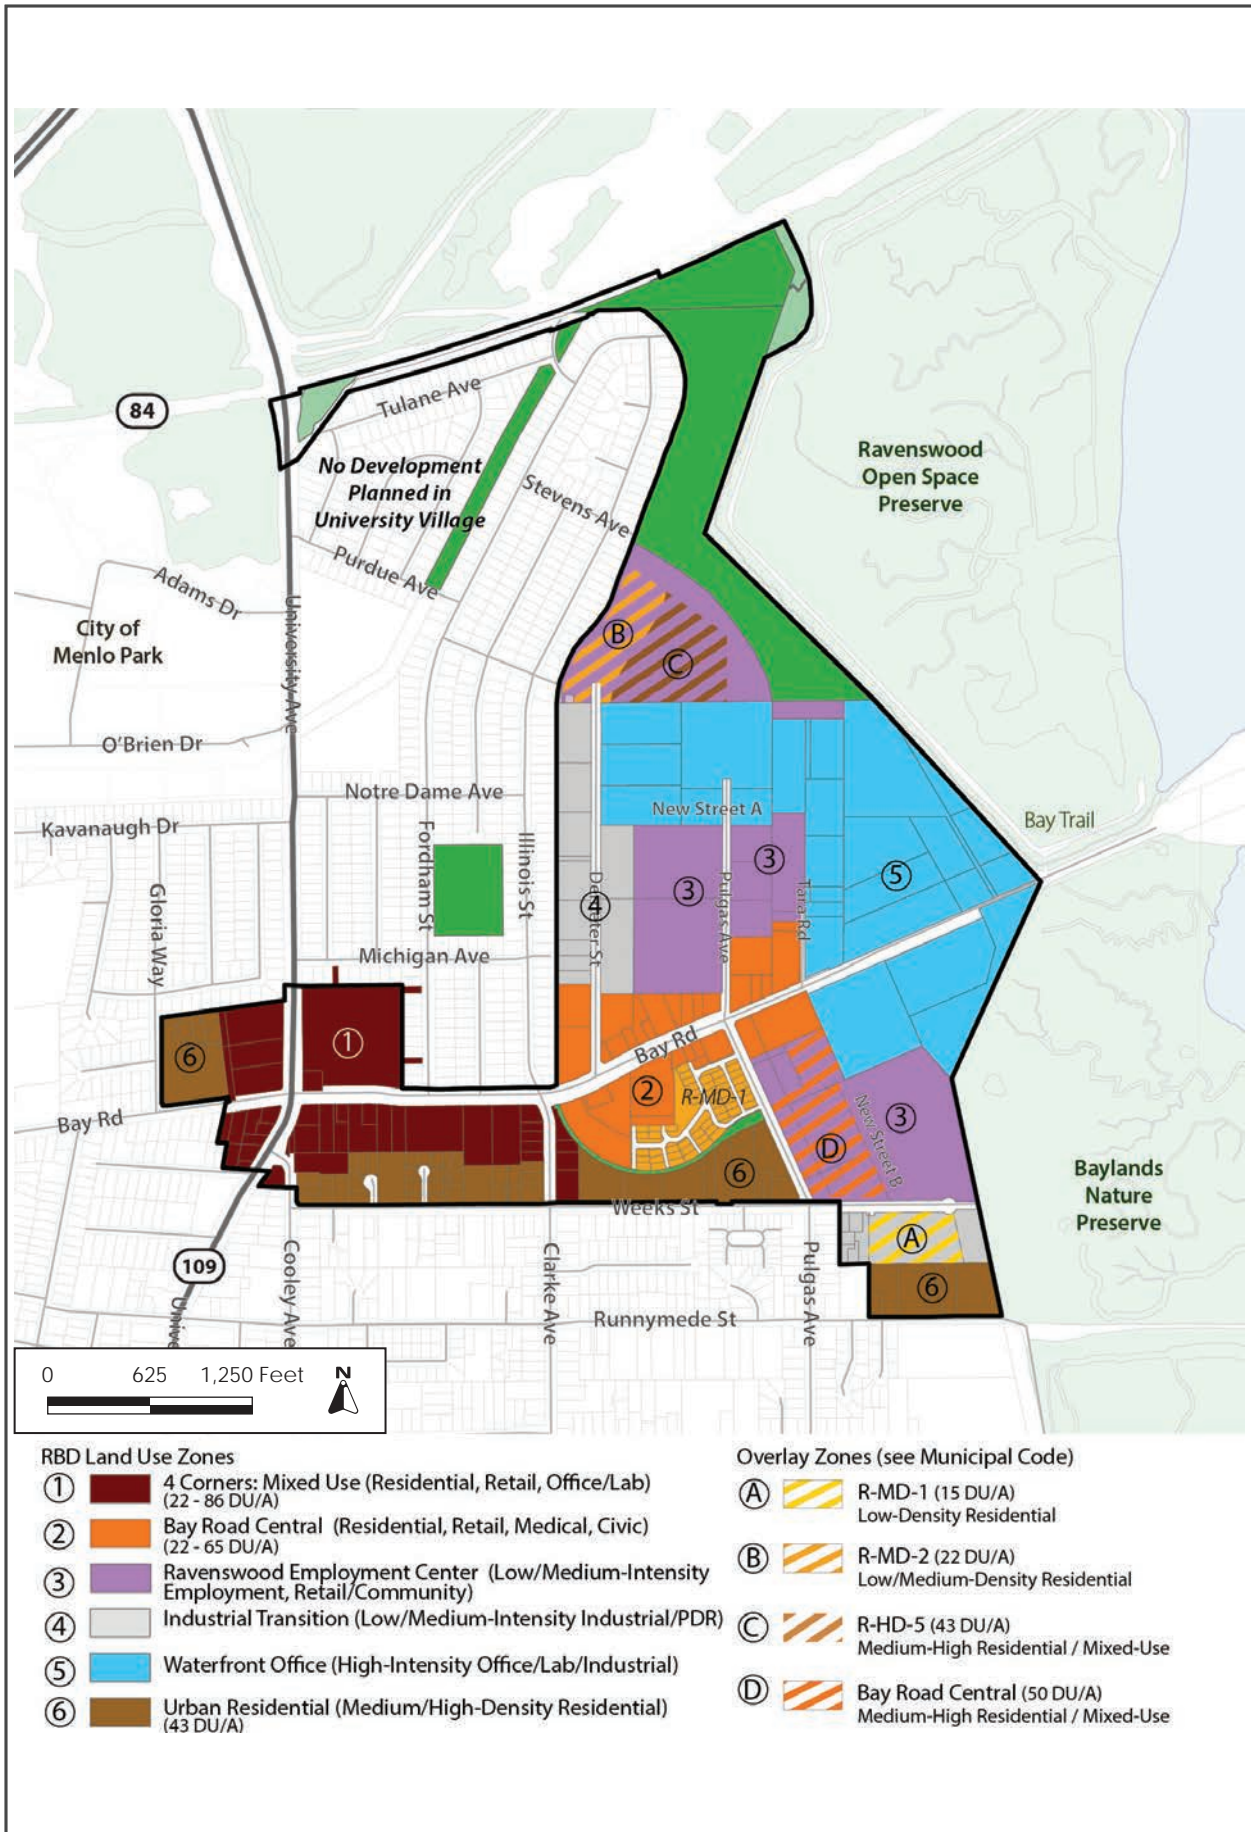 84
Tulane Ave
No Development
Planned in
University Village
Stevens Ave
Purdue Ave
Adams Dr
University Ave
City of
Menlo Park
Ravenswood
Open Space
Preserve
B
C
O'Brien Dr
Notre Dame Ave
New Street A
Kavanaugh Dr
Fordham St
Illinois St
Bay Trail
Gloria Way
4
3
Pulgas Ave
3
Tara Rd
5
Michigan Ave
6
1
Bay Rd
2
R-MD-1
New Street B
3
Bay Rd
D
6
Weeks St
Baylands
Nature
Preserve
A
109
Cooley Ave
Clarke Ave
Pulgas Ave
6
Runnymede St
Unive
0 625 1,250 Feet
N
RBD Land Use Zones
1 4 Corners: Mixed Use (Residential, Retail, Office/Lab)
(22 - 86 DU/A)
2 Bay Road Central (Residential, Retail, Medical, Civic)
(22 - 65 DU/A)
3 Ravenswood Employment Center (Low/Medium-Intensity
Employment, Retail/Community)
4 Industrial Transition (Low/Medium-Intensity Industrial/PDR)
5 Waterfront Office (High-Intensity Office/Lab/Industrial)
6 Urban Residential (Medium/High-Density Residential)
(43 DU/A)
Overlay Zones (see Municipal Code)
A R-MD-1 (15 DU/A)
Low-Density Residential
B R-MD-2 (22 DU/A)
Low/Medium-Density Residential
C R-HD-5 (43 DU/A)
Medium-High Residential / Mixed-Use
D Bay Road Central (50 DU/A)
Medium-High Residential / Mixed-Use